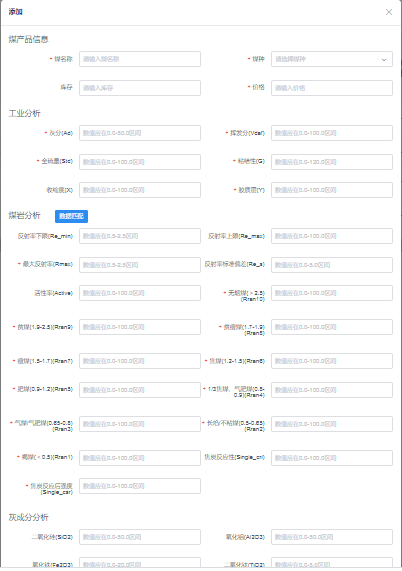 添加
煤产品信息
* 煤名称 请输入煤名称
* 煤种 请选择煤种
库存 请输入库存
* 价格 请输入价格
工业分析
* 灰分(Ad) 数值应在0.0-50.0区间
* 挥发分(Vdaf) 数值应在0.0-100.0区间
* 全硫量(Std) 数值应在0.0-100.0区间
* 粘结性(G) 数值应在0.0-120.0区间
收缩度(X) 数值应在0.0-100.0区间
* 胶质层(Y) 数值应在0.0-100.0区间
煤岩分析 数据匹配
反射率下限(Re_min) 数值应在0.5-2.5区间
反射率上限(Re_max) 数值应在0.0-100.0区间
* 最大反射率(Rmax) 数值应在0.5-2.5区间
反射率标准偏差(Re_s) 数值应在0.0-3.0区间
活性率(Active) 数值应在0.0-100.0区间
* 无烟煤(>2.5)
(Rran10) 数值应在0.0-100.0区间
* 贫煤(1.9-2.5)(Rran9) 数值应在0.0-100.0区间
* 贫瘦煤(1.7-1.9)
(Rran8) 数值应在0.0-100.0区间
* 瘦煤(1.5-1.7)(Rran7) 数值应在0.0-100.0区间
* 焦煤(1.2-1.5)(Rran6) 数值应在0.0-100.0区间
* 肥煤(0.9-1.2)(Rran5) 数值应在0.0-100.0区间
* 1/3焦煤、气肥煤(0.8-
0.9)(Rran4) 数值应在0.0-100.0区间
* 气煤/气肥煤(0.65-0.8)
(Rran3) 数值应在0.0-100.0区间
* 长焰/不粘煤(0.5-0.65)
(Rran2) 数值应在0.0-100.0区间
* 褐煤(<0.5)(Rran1) 数值应在0.0-100.0区间
焦炭反应性(Single_cri) 数值应在0.0-100.0区间
* 焦炭反应后强度
(Single_csr) 数值应在0.0-100.0区间
灰成分分析
二氧化硅(SiO2) 数值应在0.0-80.0区间
氧化铝(Al2O3) 数值应在0.0-50.0区间
氧化铁(Fe2O3) 数值应在0.0-20.0区间
二氧化钛(TiO2) 数值应在0.0-5.0区间